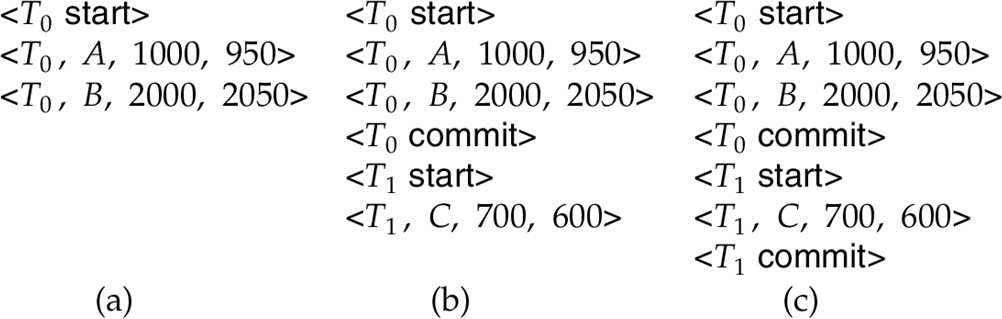 <T₀ start>
<T₀, A, 1000, 950>
<T₀, B, 2000, 2050>
(a)
<T₀ start>
<T₀, A, 1000, 950>
<T₀, B, 2000, 2050>
<T₀ commit>
<T₁ start>
<T₁, C, 700, 600>
(b)
<T₀ start>
<T₀, A, 1000, 950>
<T₀, B, 2000, 2050>
<T₀ commit>
<T₁ start>
<T₁, C, 700, 600>
<T₁ commit>
(c)